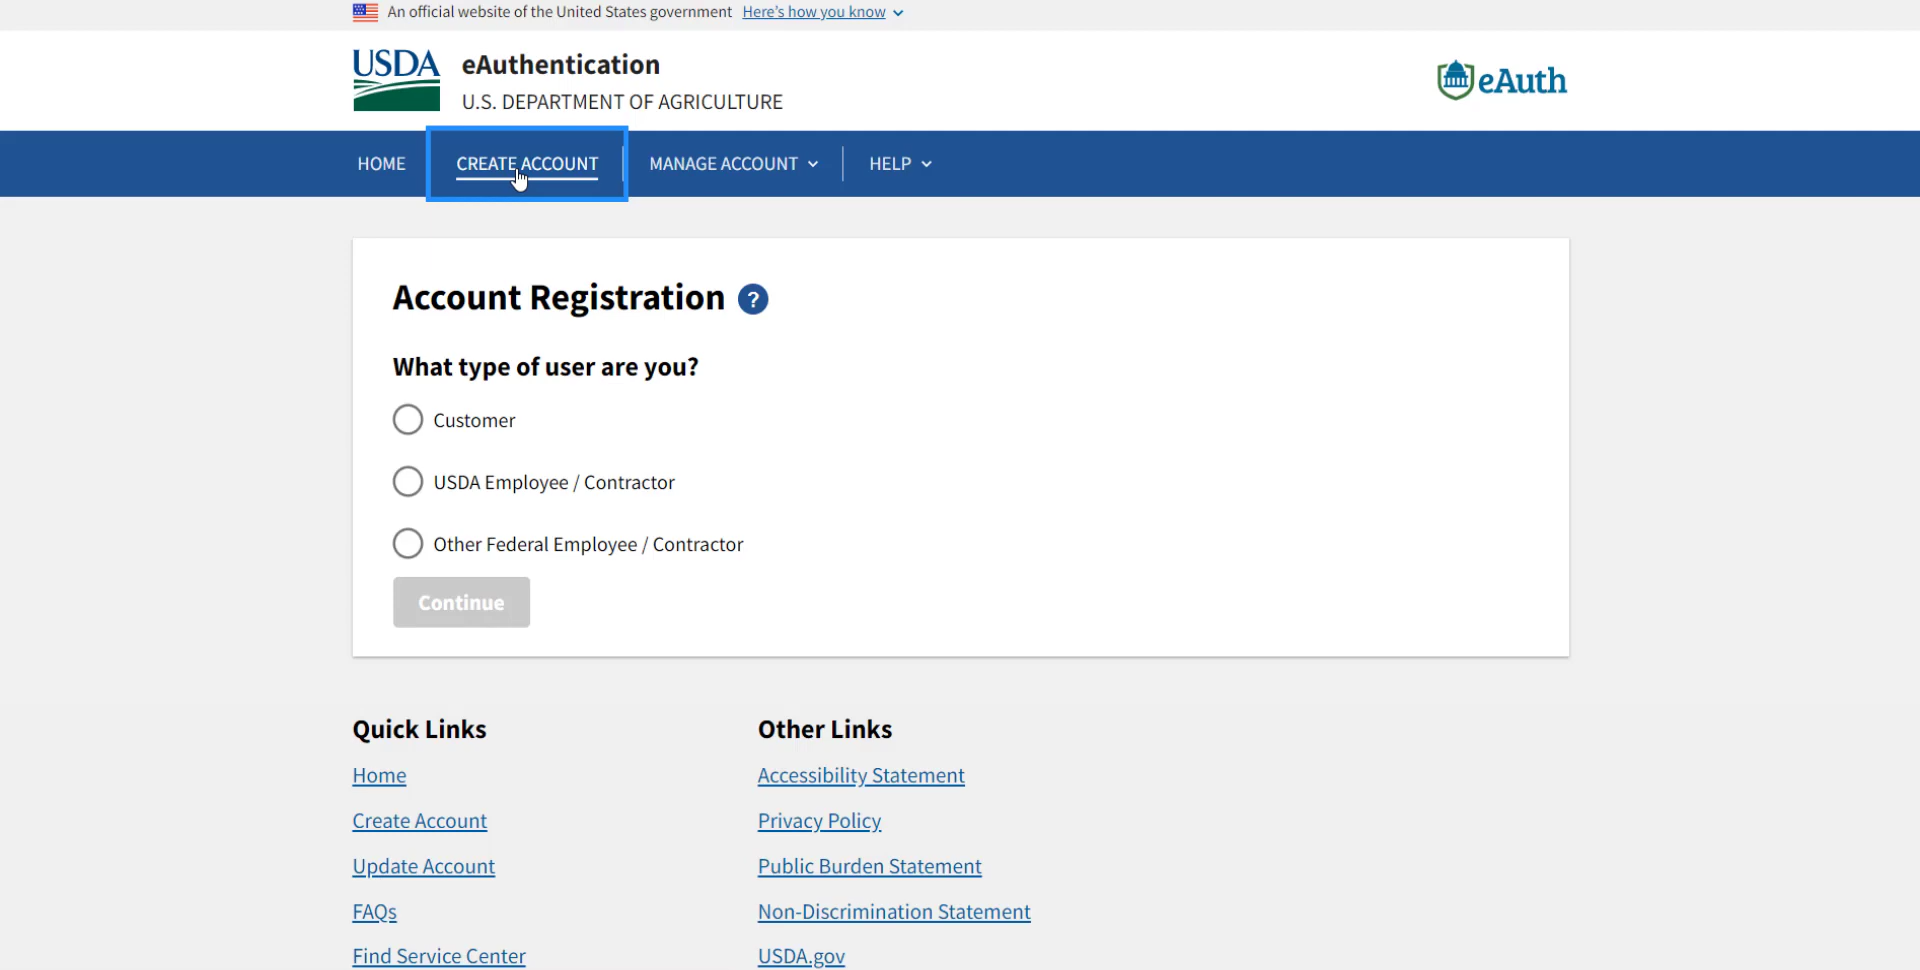 An official website of the United States government Here's how you know
USDA
eAuthentication
U.S. DEPARTMENT OF AGRICULTURE
eAuth
HOME CREATE ACCOUNT MANAGE ACCOUNT HELP
Account Registration ?
What type of user are you?
Customer
USDA Employee / Contractor
Other Federal Employee / Contractor
Continue
Quick Links
Home
Create Account
Update Account
FAQs
Find Service Center
Other Links
Accessibility Statement
Privacy Policy
Public Burden Statement
Non-Discrimination Statement
USDA.gov